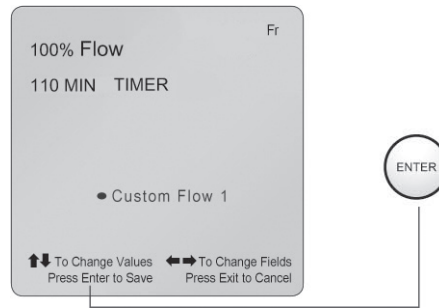 Fr
100% Flow
110 MIN TIMER
● Custom Flow 1
⬆⬇ To Change Values ⬅➡ To Change Fields
Press Enter to Save Press Exit to Cancel
ENTER